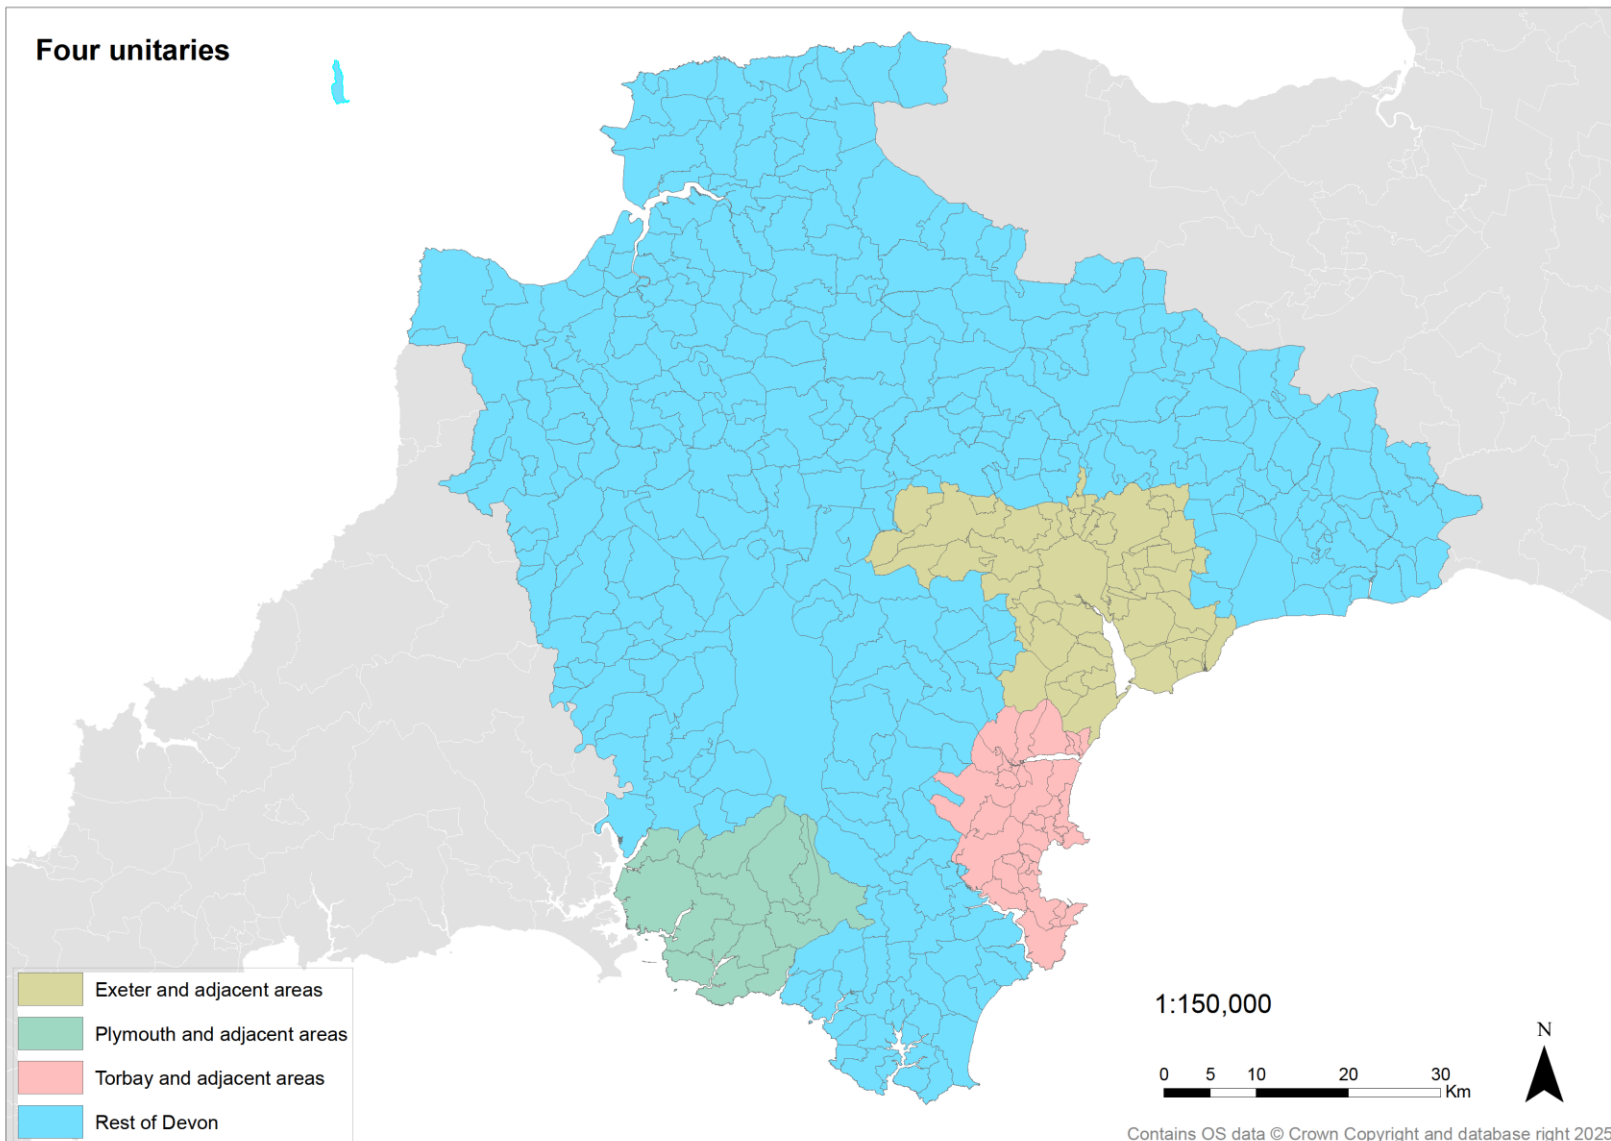 Four unitaries
Exeter and adjacent areas
Plymouth and adjacent areas
Torbay and adjacent areas
Rest of Devon
1:150,000
N
0 5 10 20 30
Km
Contains OS data © Crown Copyright and database right 2025